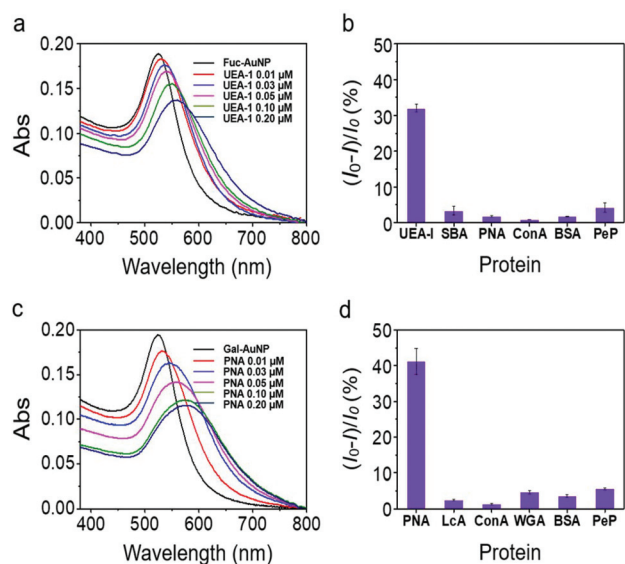 a
0.20
0.15
0.10
0.05
0.00
Abs
400 500 600 700 800
Wavelength (nm)
Fuc-AuNP
UEA-1 0.01 μM
UEA-1 0.03 μM
UEA-1 0.05 μM
UEA-1 0.10 μM
UEA-1 0.20 μM
b
50
40
30
20
10
0
(I0-I)/I0 (%)
UEA-I SBA PNA ConA BSA PeP
Protein
c
0.20
0.15
0.10
0.05
0.00
Abs
400 500 600 700 800
Wavelength (nm)
Gal-AuNP
PNA 0.01 μM
PNA 0.03 μM
PNA 0.05 μM
PNA 0.10 μM
PNA 0.20 μM
d
50
40
30
20
10
0
(I0-I)/I0 (%)
PNA LcA ConA WGA BSA PeP
Protein